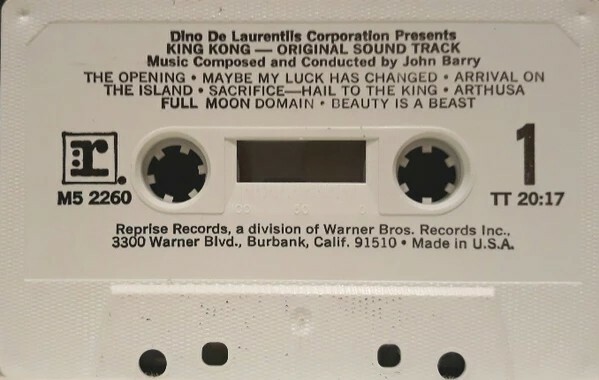 Dino De Laurentiis Corporation Presents
KING KONG — ORIGINAL SOUND TRACK
Music Composed and Conducted by John Barry
THE OPENING • MAYBE MY LUCK HAS CHANGED • ARRIVAL ON
THE ISLAND • SACRIFICE—HAIL TO THE KING • ARTHUSA
FULL MOON DOMAIN • BEAUTY IS A BEAST
:r.
M5 2260
1
TT 20:17
Reprise Records, a division of Warner Bros. Records Inc.,
3300 Warner Blvd., Burbank, Calif. 91510 • Made in U.S.A.